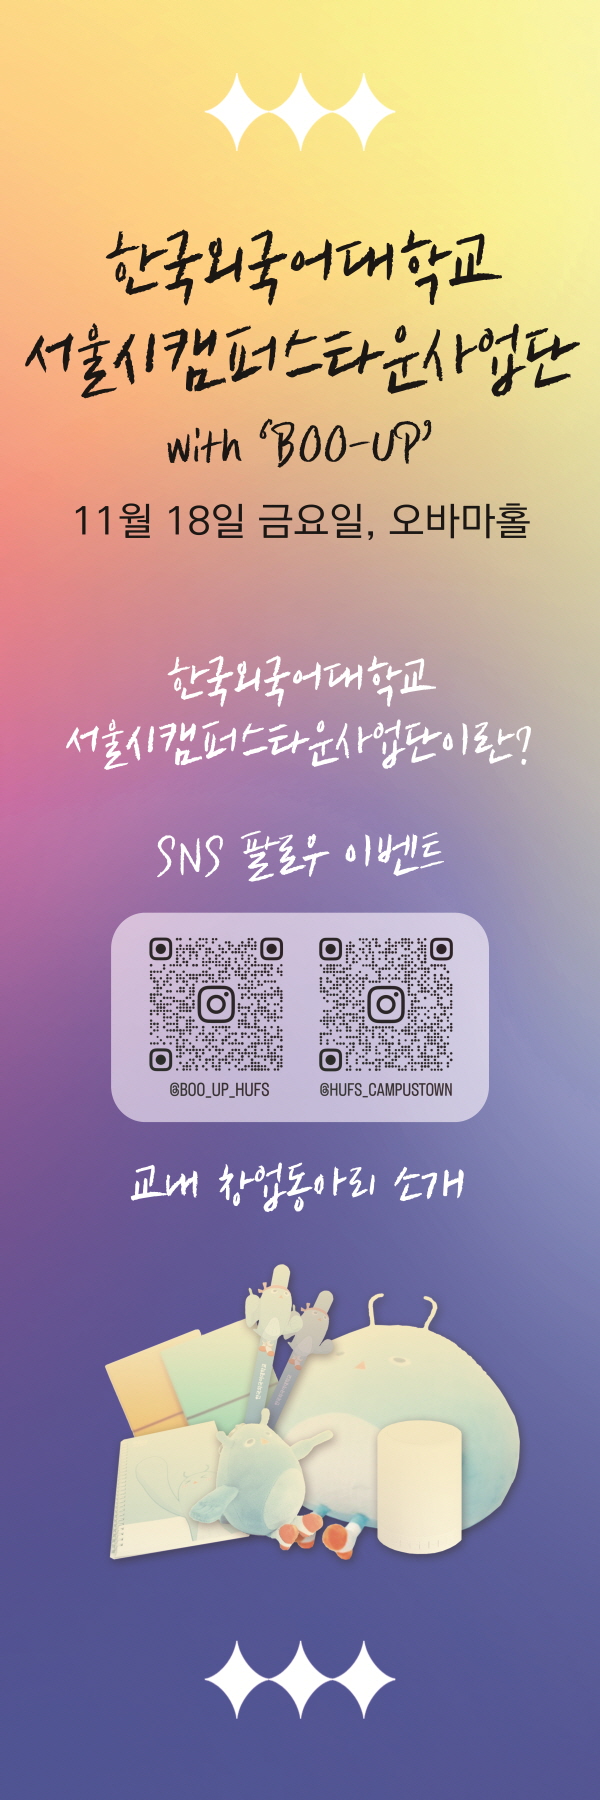 한국외국어대학교
서울시캠퍼스타운사업단
with ‘BOO-UP’
11월 18일 금요일, 오바마홀
한국외국어대학교
서울시캠퍼스타운사업단이란?
SNS 팔로우 이벤트
@BOO_UP_HUFS @HUFS_CAMPUSTOWN
교내 창업동아리 소개